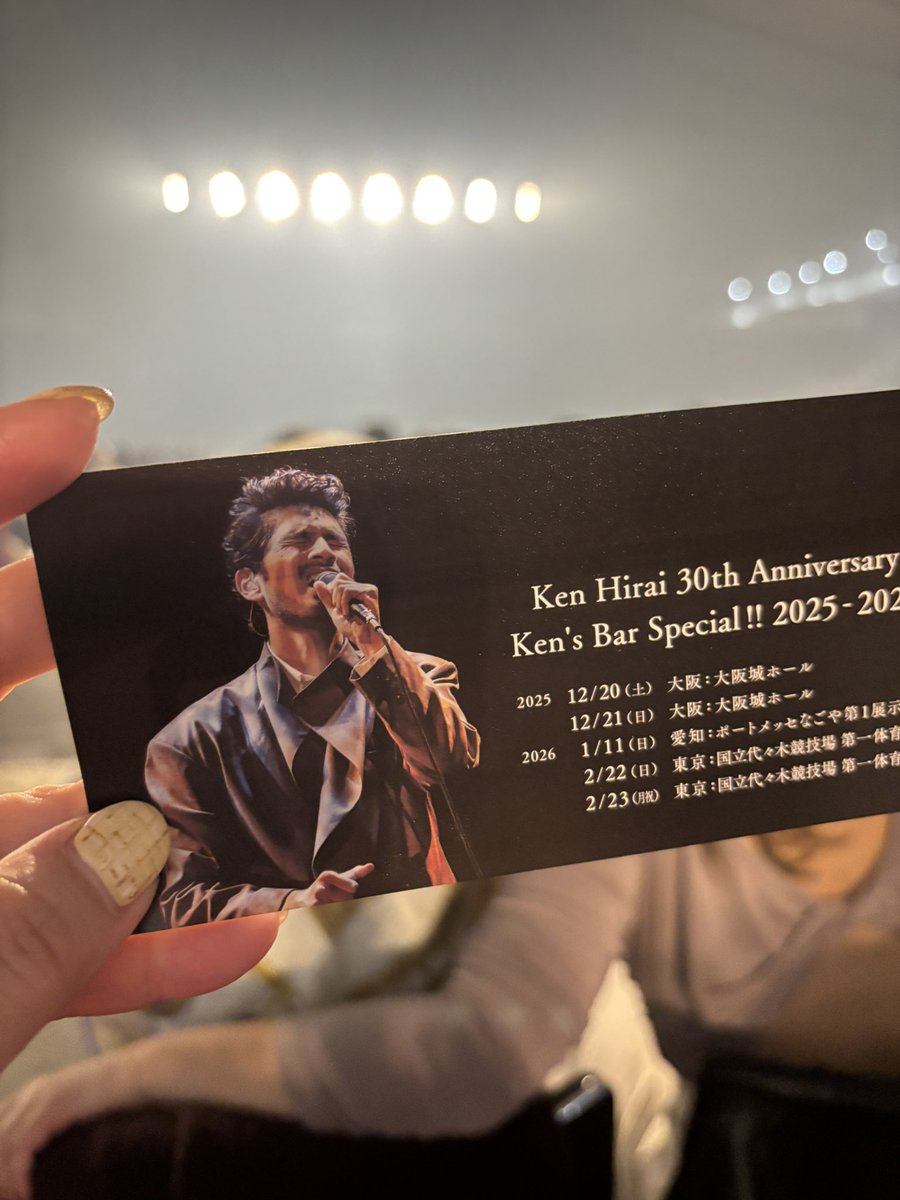 Ken Hirai 30th Anniversary
Ken's Bar Special!! 2025-202
2025 12/20(土) 大阪:大阪城ホール
12/21(日) 大阪:大阪城ホール
2026 1/11(日) 愛知:ポートメッセなごや第1展示
2/22(日) 東京:国立代々木競技場 第一体育
2/23(月祝) 東京:国立代々木競技場 第一体育